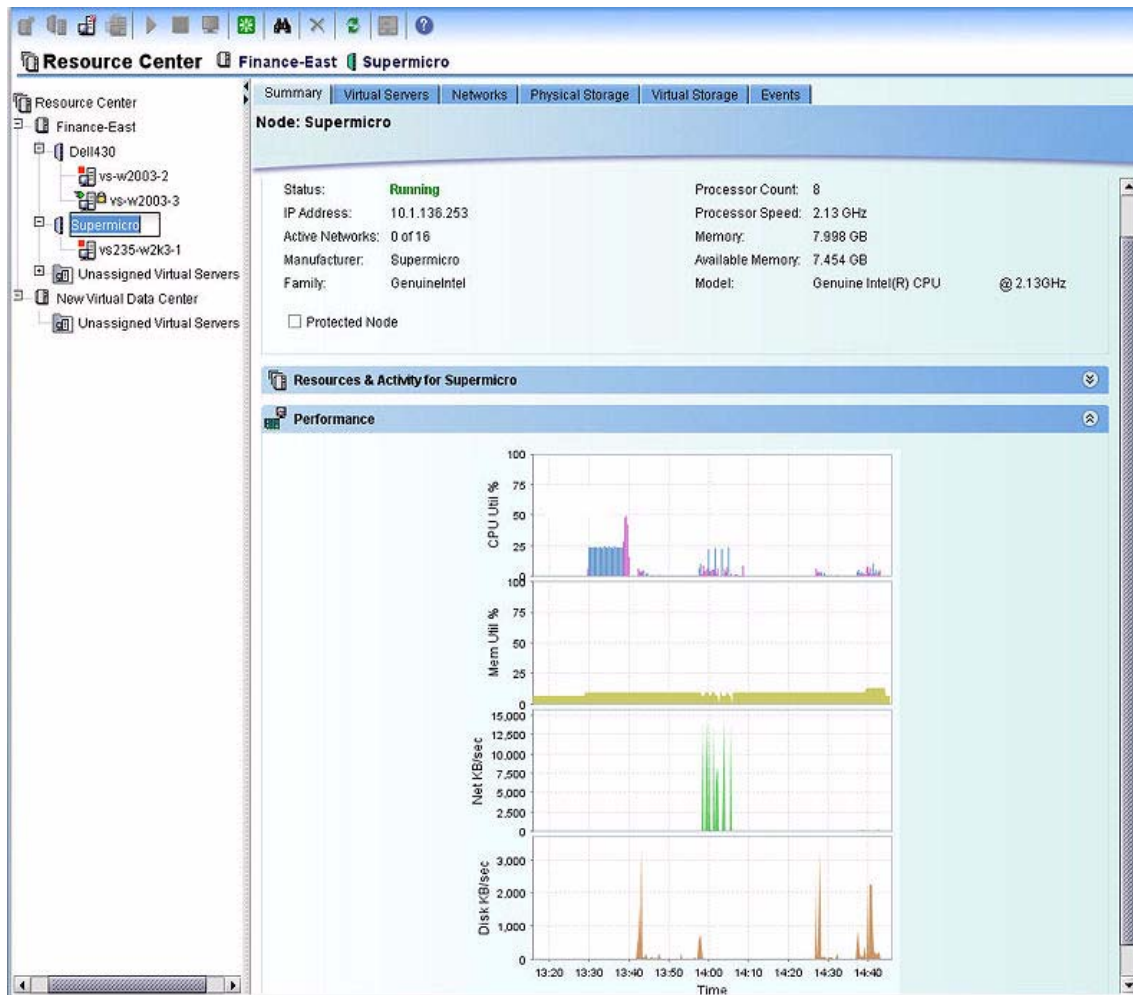 Resource Center Finance-East Supermicro
Resource Center
Finance-East
Dell430
vs-w2003-2
vs-w2003-3
Supermicro
vs235-w2k3-1
Unassigned Virtual Servers
New Virtual Data Center
Unassigned Virtual Servers
Summary Virtual Servers Networks Physical Storage Virtual Storage Events
Node: Supermicro
Status: Running Processor Count: 8
IP Address: 10.1.136.253 Processor Speed: 2.13 GHz
Active Networks: 0 of 16 Memory: 7.998 GB
Manufacturer: Supermicro Available Memory: 7.454 GB
Family: GenuineIntel Model: Genuine Intel(R) CPU @ 2.13GHz
Protected Node
Resources & Activity for Supermicro
Performance
CPU Util %
100
75
50
25
0
Mem Util %
100
75
50
25
0
Net KB/sec
15,000
12,500
10,000
7,500
5,000
2,500
0
Disk KB/sec
3,000
2,000
1,000
0
13:20 13:30 13:40 13:50 14:00 14:10 14:20 14:30 14:40
Time